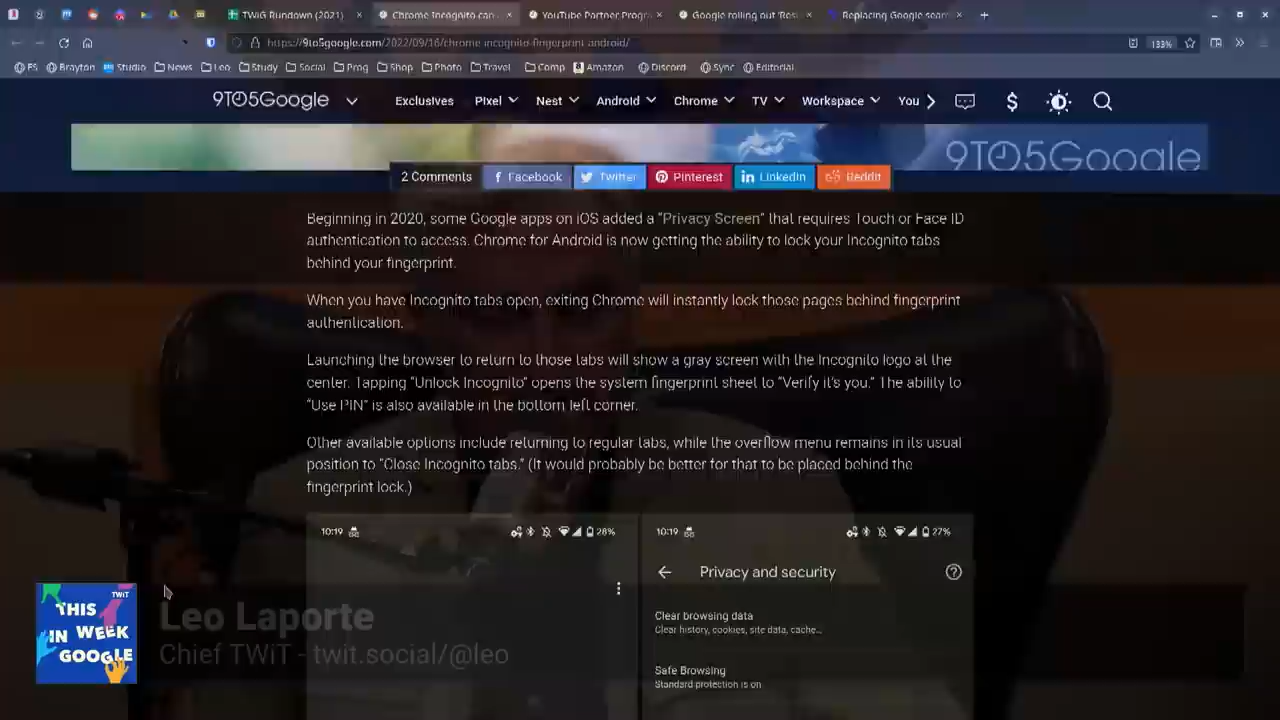 TWiG Rundown (2021)
Chrome Incognito can
YouTube Partner Progr
Google rolling out 'Res
Replacing Google sear
https://9to5google.com/2022/09/16/chrome-incognito-fingerprint-android/
133%
FS
Brayton
Studio
News
Leo
Study
Social
Prog
Shop
Photo
Travel
Comp
Amazon
Discord
Sync
Editorial
9TO5Google
Exclusives
Pixel
Nest
Android
Chrome
TV
Workspace
You
9TO5Google
2 Comments
Facebook
Twitter
Pinterest
LinkedIn
Reddit
Beginning in 2020, some Google apps on iOS added a "Privacy Screen" that requires Touch or Face ID
authentication to access. Chrome for Android is now getting the ability to lock your Incognito tabs
behind your fingerprint.
When you have Incognito tabs open, exiting Chrome will instantly lock those pages behind fingerprint
authentication.
Launching the browser to return to those tabs will show a gray screen with the Incognito logo at the
center. Tapping “Unlock Incognito” opens the system fingerprint sheet to “Verify it’s you.” The ability to
“Use PIN” is also available in the bottom left corner.
Other available options include returning to regular tabs, while the overflow menu remains in its usual
position to “Close Incognito tabs.” (It would probably be better for that to be placed behind the
fingerprint lock.)
10:19
28%
10:19
27%
Privacy and security
Clear browsing data
Clear history, cookies, site data, cache...
Safe Browsing
Standard protection is on
TWiT
THIS
IN WEEK
GOOGLE
Leo Laporte
Chief TWiT - twit.social/@leo